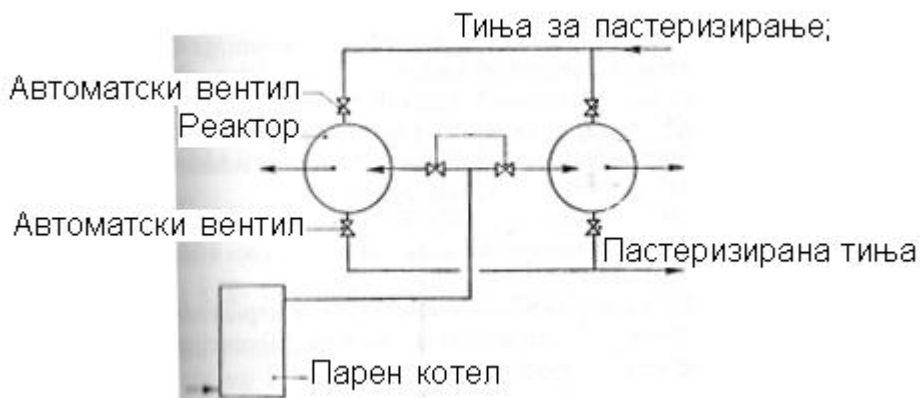 Тиња за пастеризирање;
Автоматски вентил
Реактор
Автоматски вентил
Пастеризирана тиња
Парен котел